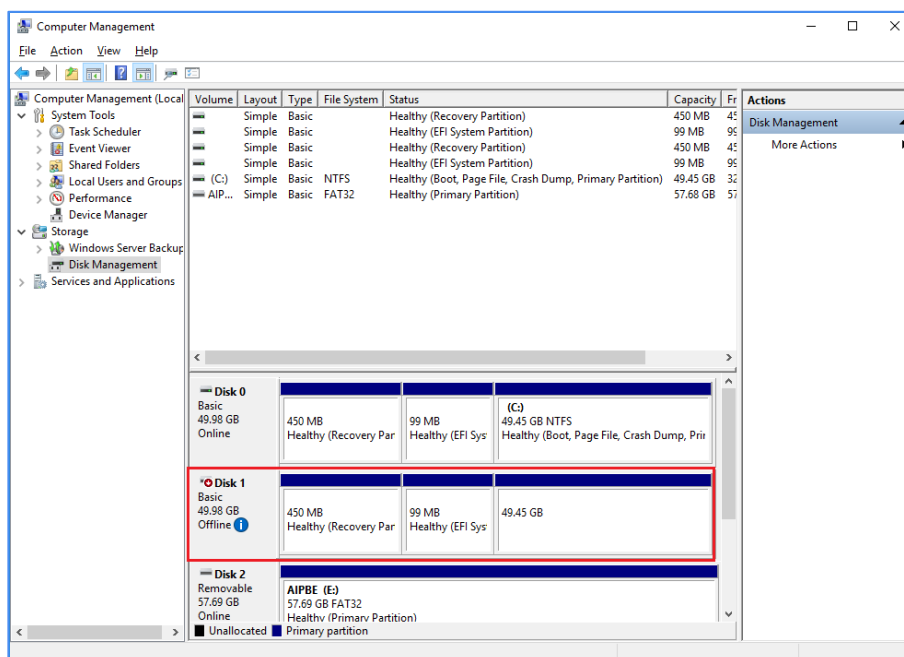 Computer Management
File Action View Help
Computer Management (Local
System Tools
Task Scheduler
Event Viewer
Shared Folders
Local Users and Groups
Performance
Device Manager
Storage
Windows Server Backup
Disk Management
Services and Applications
Volume Layout Type File System Status Capacity Fr
Simple Basic Healthy (Recovery Partition) 450 MB 45
Simple Basic Healthy (EFI System Partition) 99 MB 99
Simple Basic Healthy (Recovery Partition) 450 MB 45
Simple Basic Healthy (EFI System Partition) 99 MB 99
(C:) Simple Basic NTFS Healthy (Boot, Page File, Crash Dump, Primary Partition) 49.45 GB 32
AIP... Simple Basic FAT32 Healthy (Primary Partition) 57.68 GB 57
Actions
Disk Management
More Actions
Disk 0
Basic
49.98 GB
Online
450 MB
Healthy (Recovery Par
99 MB
Healthy (EFI Sys
(C:)
49.45 GB NTFS
Healthy (Boot, Page File, Crash Dump, Prir
Disk 1
Basic
49.98 GB
Offline
450 MB
Healthy (Recovery Par
99 MB
Healthy (EFI Sys
49.45 GB
Disk 2
Removable
57.69 GB
Online
AIPBE (E:)
57.69 GB FAT32
Healthy (Primary Partition)
Unallocated Primary partition